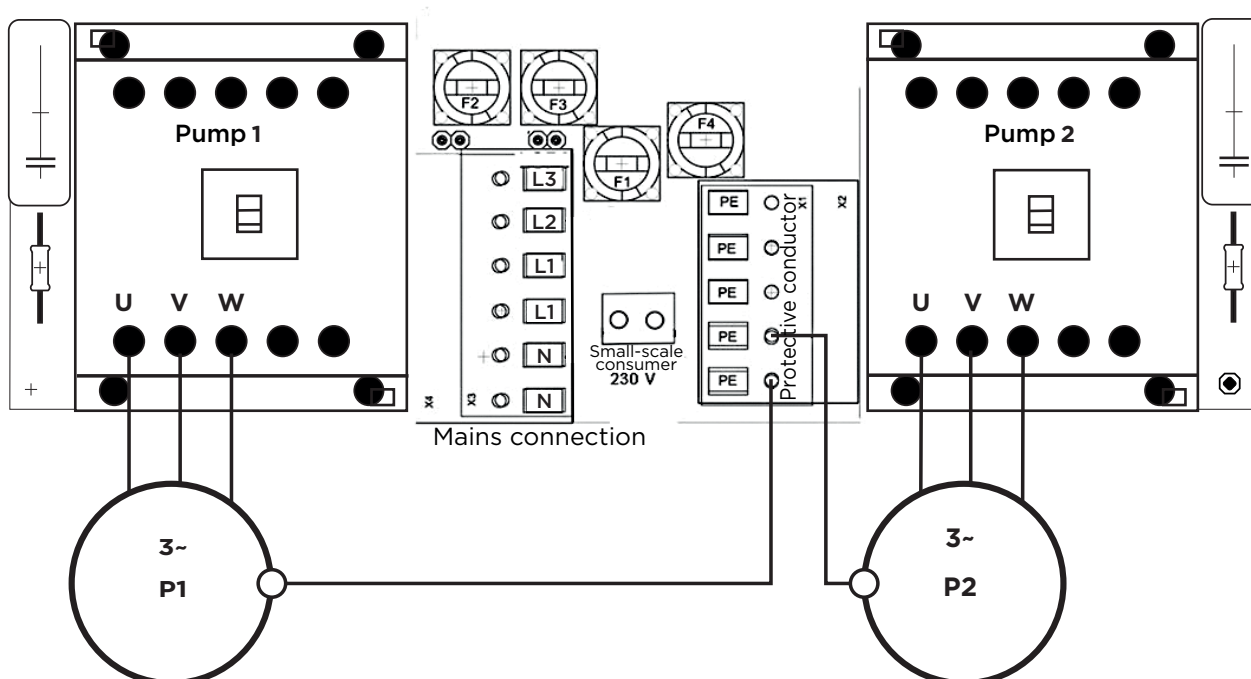 Pump 1
U V W
3~
P1
F2
F3
F1
F4
L3
L2
L1
L1
N
N
X4
X3
Mains connection
Small-scale
consumer
230 V
PE
PE
PE
PE
PE
Protective conductor
X1
X2
Pump 2
U V W
3~
P2